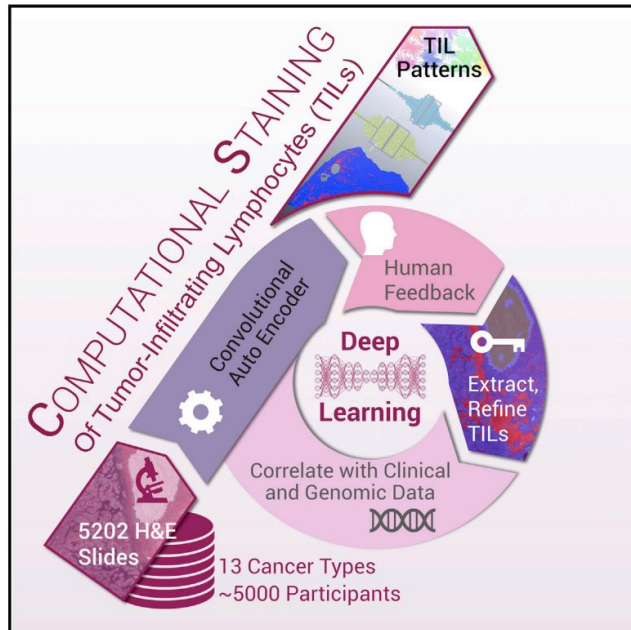 COMPUTATIONAL STAINING
Of Tumor-Infiltrating Lymphocytes (TILs)
TIL
Patterns
Convolutional
Auto Encoder
Human
Feedback
Deep
Learning
Extract,
Refine
TILs
Correlate with Clinical
and Genomic Data
5202 H&E
Slides
13 Cancer Types
~5000 Participants